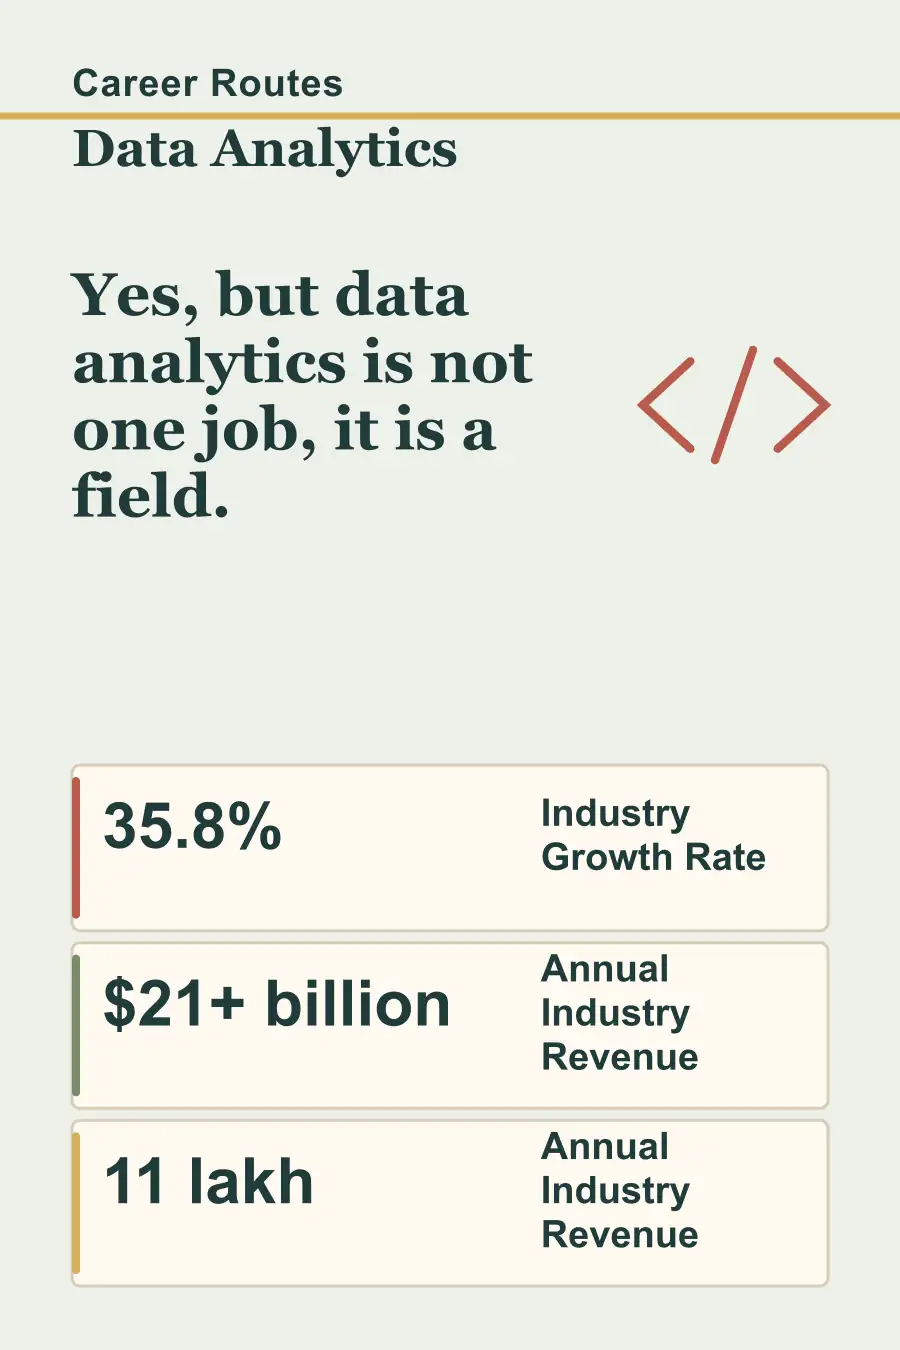 Career Routes
Data Analytics
Yes, but data
analytics is not
one job, it is a
field.
35.8%
Industry
Growth Rate
$21+ billion
Annual
Industry
Revenue
11 lakh
Annual
Industry
Revenue